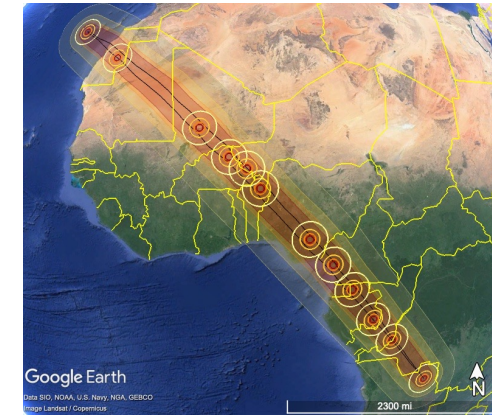 Google Earth
Data SIO, NOAA, U.S. Navy, NGA, GEBCO
Image Landsat / Copernicus
2300 mi
N